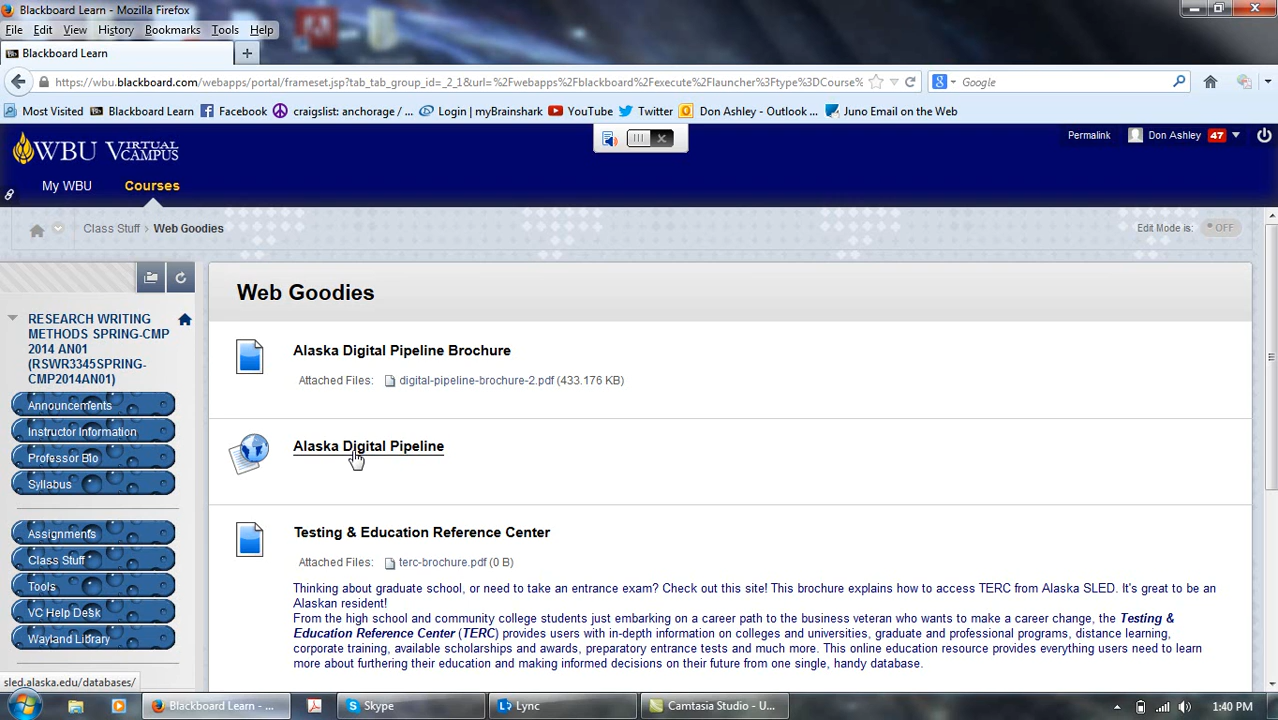 Blackboard Learn - Mozilla Firefox
File Edit View History Bookmarks Tools Help
Blackboard Learn
https://wbu.blackboard.com/webapps/portal/frameset.jsp?tab_tab_group_id=_2_1&url=%2Fwebapps%2Fblackboard%2Fexecute%2Flauncher%3Ftype%3DCourse%
Google
Most Visited Blackboard Learn Facebook craigslist: anchorage / ... Login | myBrainshark YouTube Twitter Don Ashley - Outlook ... Juno Email on the Web
WBU VIRTUAL CAMPUS
Permalink Don Ashley 47
My WBU Courses
Class Stuff > Web Goodies
Edit Mode is: OFF
RESEARCH WRITING
METHODS SPRING-CMP
2014 AN01
(RSWR3345SPRING-
CMP2014AN01)
Announcements
Instructor Information
Professor Bio
Syllabus
Assignments
Class Stuff
Tools
VC Help Desk
Wayland Library
Web Goodies
Alaska Digital Pipeline Brochure
Attached Files: digital-pipeline-brochure-2.pdf (433.176 KB)
Alaska Digital Pipeline
Testing & Education Reference Center
Attached Files: terc-brochure.pdf (0 B)
Thinking about graduate school, or need to take an entrance exam? Check out this site! This brochure explains how to access TERC from Alaska SLED. It's great to be an
Alaskan resident!
From the high school and community college students just embarking on a career path to the business veteran who wants to make a career change, the Testing &
Education Reference Center (TERC) provides users with in-depth information on colleges and universities, graduate and professional programs, distance learning,
corporate training, available scholarships and awards, preparatory entrance tests and much more. This online education resource provides everything users need to learn
more about furthering their education and making informed decisions on their future from one single, handy database.
sled.alaska.edu/databases/
Blackboard Learn - ... Skype Lync Camtasia Studio - U... 1:40 PM